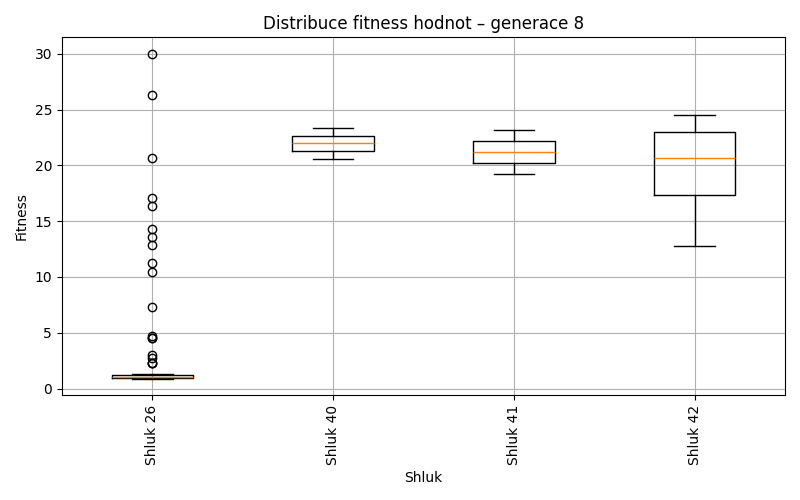 Distribuce fitness hodnot – generace 8
30
25
20
15
10
5
0
Fitness
Shluk 26
Shluk 40
Shluk 41
Shluk 42
Shluk